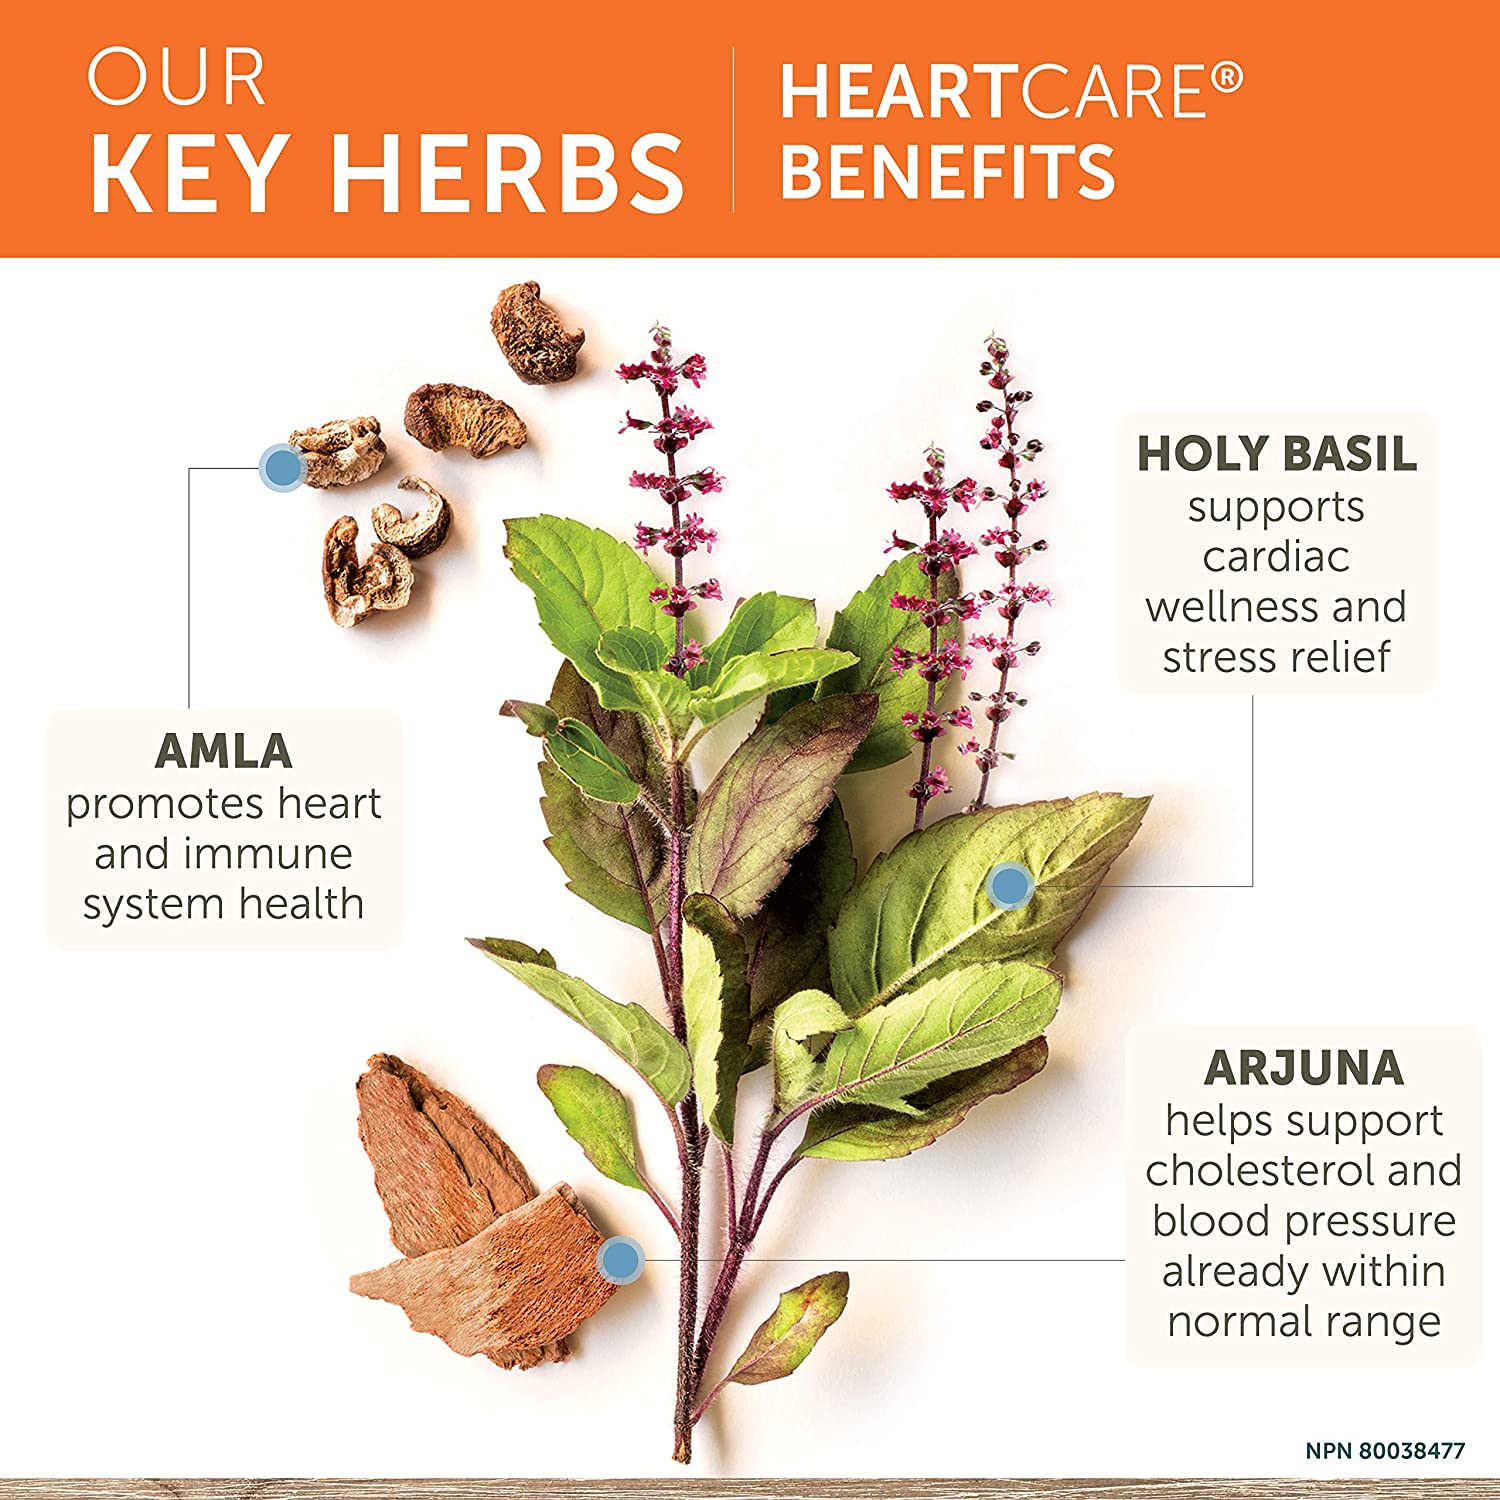 OUR
KEY HERBS
HEARTCARE®
BENEFITS
AMLA
promotes heart
and immune
system health
HOLY BASIL
supports
cardiac
wellness and
stress relief
ARJUNA
helps support
cholesterol and
blood pressure
already within
normal range
NPN 80038477